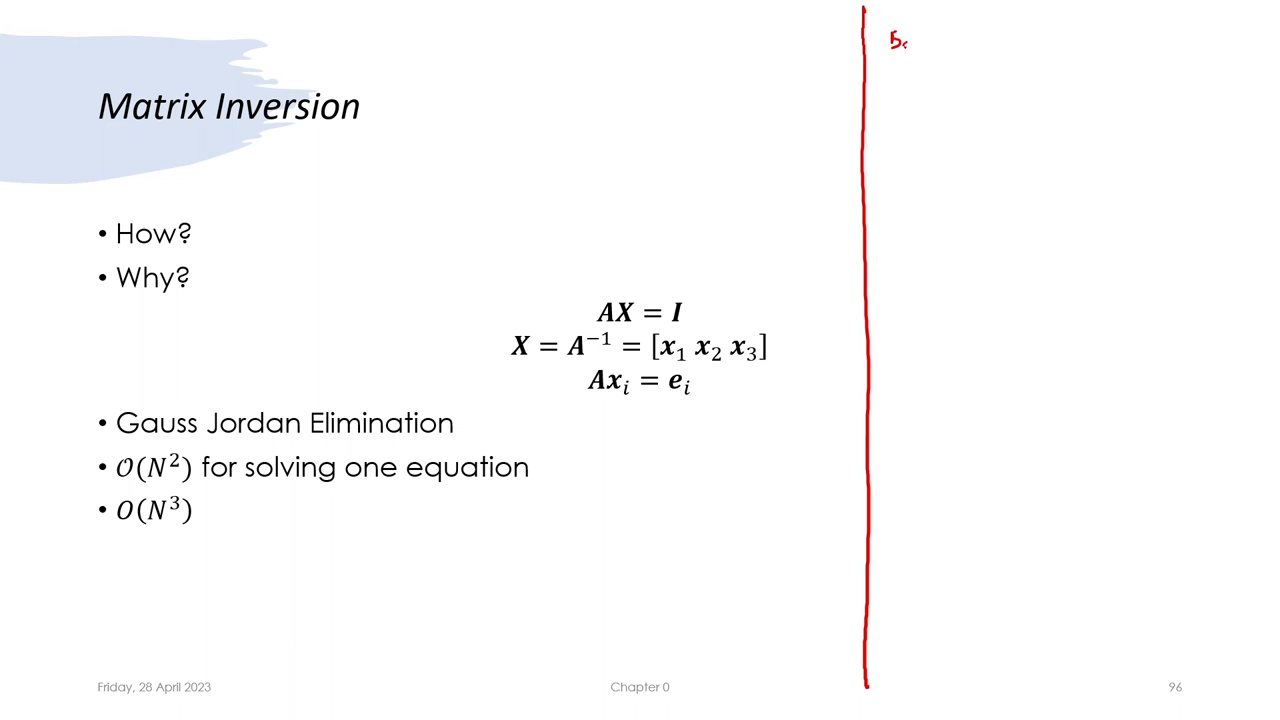 Matrix Inversion
• How?
• Why?
𝑨𝑿 = 𝑰
𝑿 = 𝑨⁻¹ = [𝒙₁ 𝒙₂ 𝒙₃]
𝑨𝒙ᵢ = 𝒆ᵢ
• Gauss Jordan Elimination
• 𝒪(𝑁²) for solving one equation
• 𝑂(𝑁³)
Friday, 28 April 2023
Chapter 0
96